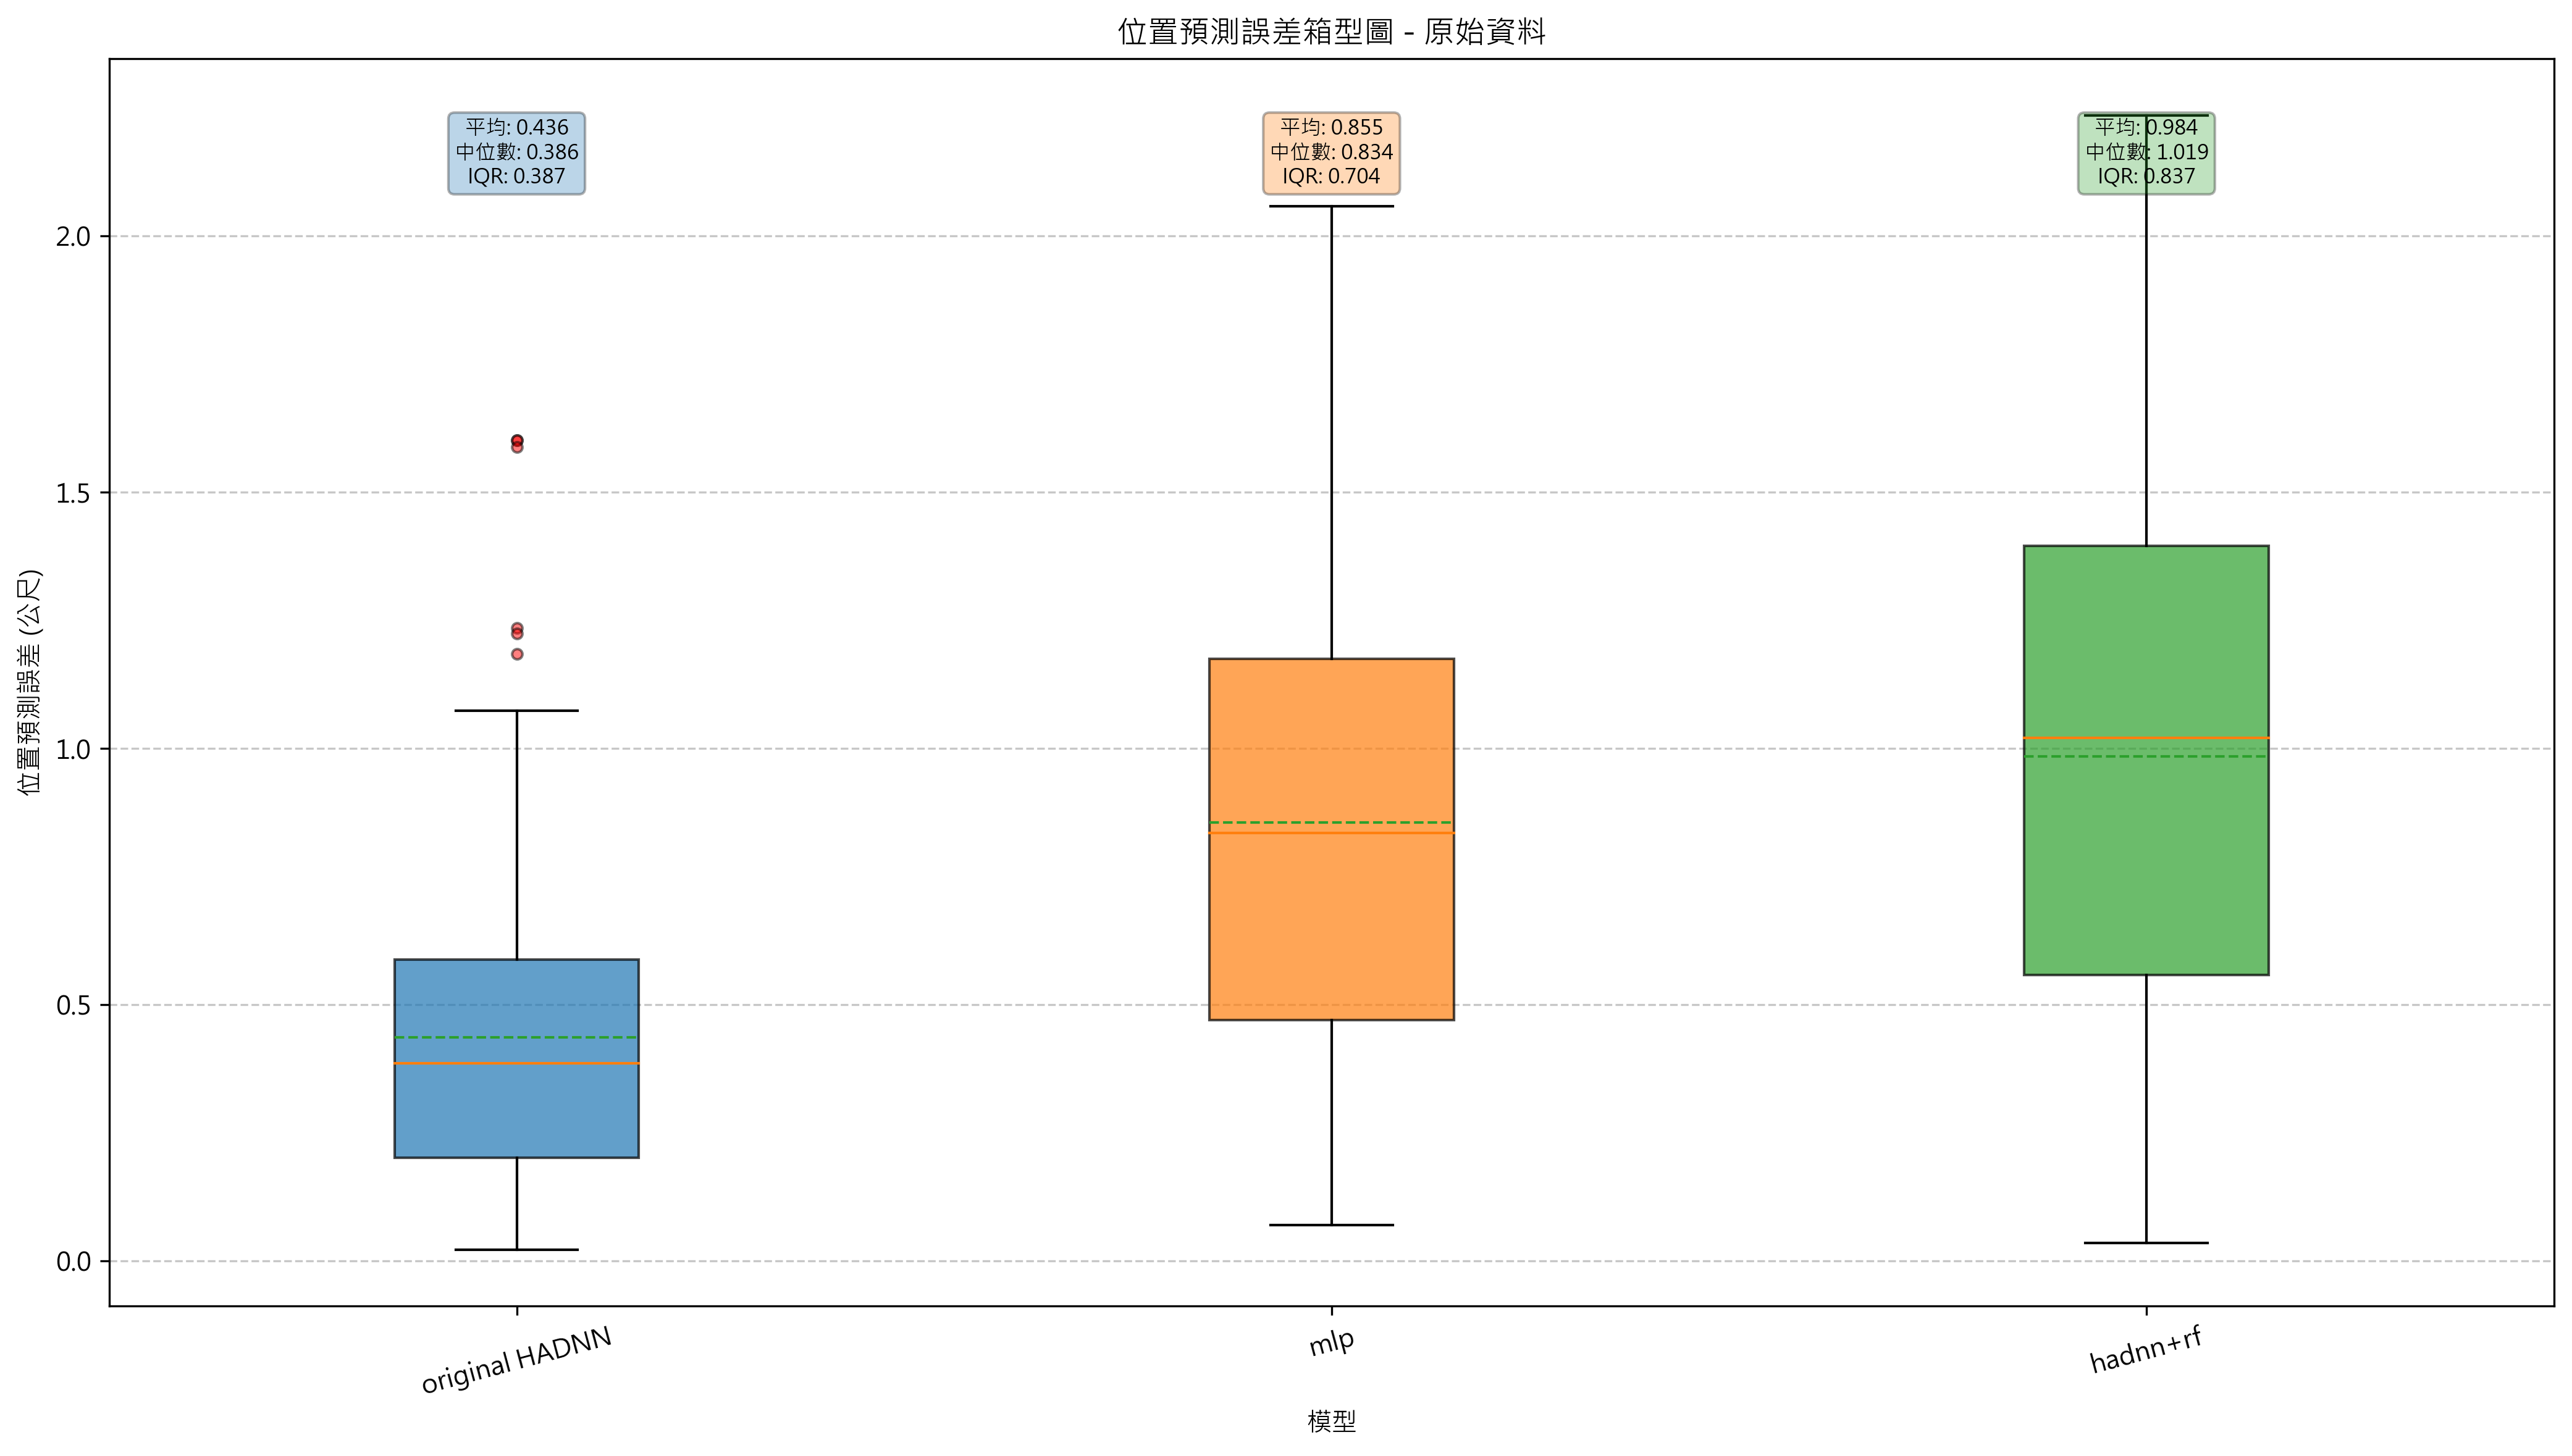 位置預測誤差箱型圖 - 原始資料
平均: 0.436
中位數: 0.386
IQR: 0.387
平均: 0.855
中位數: 0.834
IQR: 0.704
平均: 0.984
中位數: 1.019
IQR: 0.837
位置預測誤差 (公尺)
2.0
1.5
1.0
0.5
0.0
original HADNN
mlp
hadnn+rf
模型